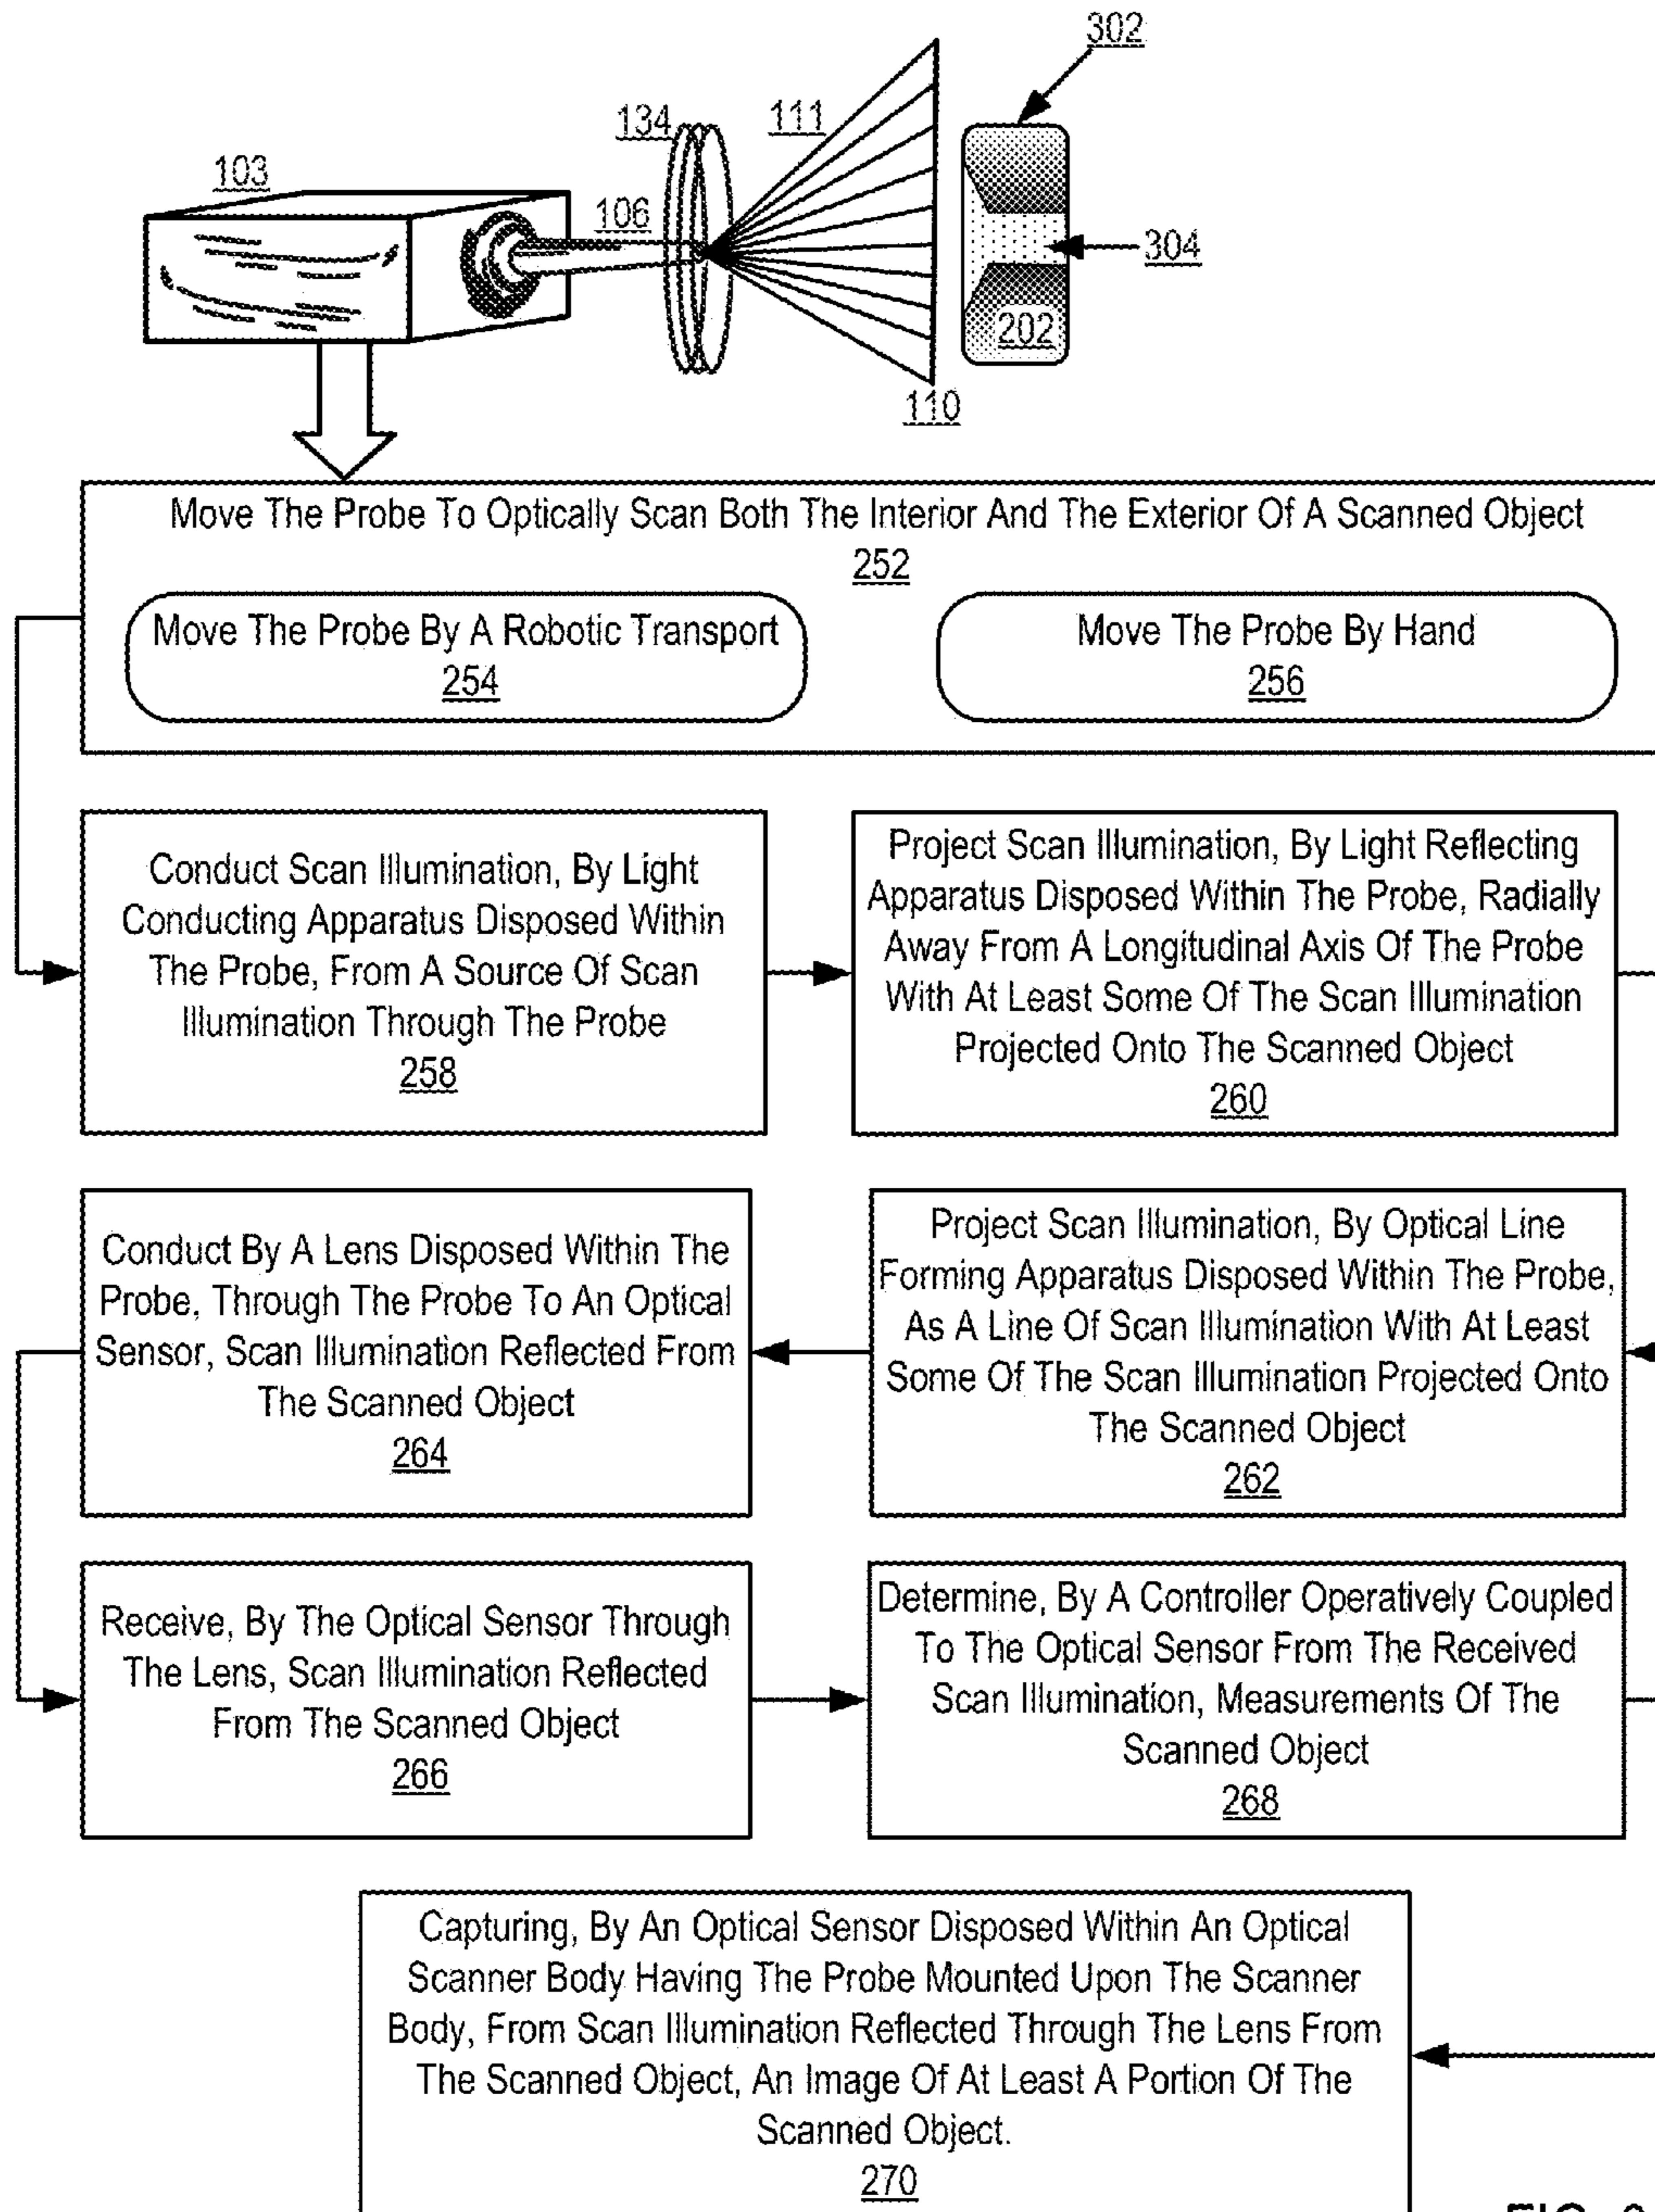 302
134
111
103
106
304
202
110
Move The Probe To Optically Scan Both The Interior And The Exterior Of A Scanned Object
252
Move The Probe By A Robotic Transport
254
Move The Probe By Hand
256
Conduct Scan Illumination, By Light
Conducting Apparatus Disposed Within
The Probe, From A Source Of Scan
Illumination Through The Probe
258
Project Scan Illumination, By Light Reflecting
Apparatus Disposed Within The Probe, Radially
Away From A Longitudinal Axis Of The Probe
With At Least Some Of The Scan Illumination
Projected Onto The Scanned Object
260
Project Scan Illumination, By Optical Line
Forming Apparatus Disposed Within The Probe,
As A Line Of Scan Illumination With At Least
Some Of The Scan Illumination Projected Onto
The Scanned Object
262
Conduct By A Lens Disposed Within The
Probe, Through The Probe To An Optical
Sensor, Scan Illumination Reflected From
The Scanned Object
264
Receive, By The Optical Sensor Through
The Lens, Scan Illumination Reflected
From The Scanned Object
266
Determine, By A Controller Operatively Coupled
To The Optical Sensor From The Received
Scan Illumination, Measurements Of The
Scanned Object
268
Capturing, By An Optical Sensor Disposed Within An Optical
Scanner Body Having The Probe Mounted Upon The Scanner
Body, From Scan Illumination Reflected Through The Lens From
The Scanned Object, An Image Of At Least A Portion Of The
Scanned Object.
270